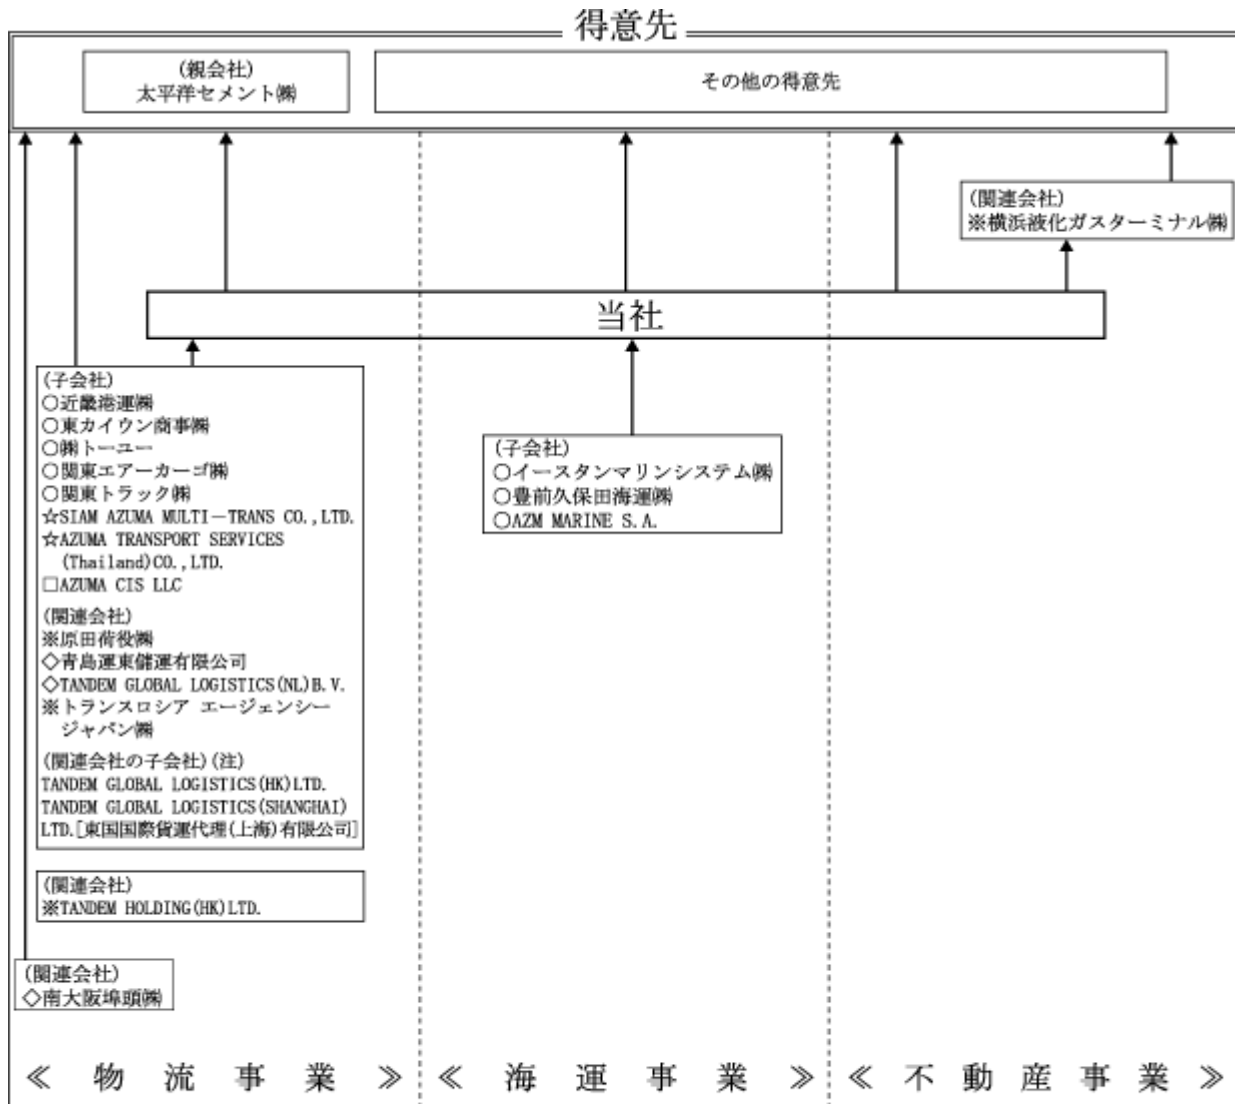 得意先
(親会社)
太平洋セメント㈱
その他の得意先
(関連会社)
※横浜液化ガスターミナル㈱
当社
(子会社)
○近畿港運㈱
○東カイウン商事㈱
○㈱トーユー
○関東エアーカーゴ㈱
○関東トラック㈱
☆SIAM AZUMA MULTI－TRANS CO.,LTD.
☆AZUMA TRANSPORT SERVICES
(Thailand)CO.,LTD.
□AZUMA CIS LLC
(関連会社)
※原田荷役㈱
◇青島運東儲運有限公司
◇TANDEM GLOBAL LOGISTICS(NL)B.V.
※トランスロシア エージェンシー
ジャパン㈱
(関連会社の子会社)(注)
TANDEM GLOBAL LOGISTICS(HK)LTD.
TANDEM GLOBAL LOGISTICS(SHANGHAI)
LTD.[東国国際貨運代理(上海)有限公司]
(子会社)
○イースタンマリンシステム㈱
○豊前久保田海運㈱
○AZM MARINE S.A.
(関連会社)
※TANDEM HOLDING(HK)LTD.
(関連会社)
◇南大阪埠頭㈱
≪ 物 流 事 業 ≫
≪ 海 運 事 業 ≫
≪ 不 動 産 事 業 ≫